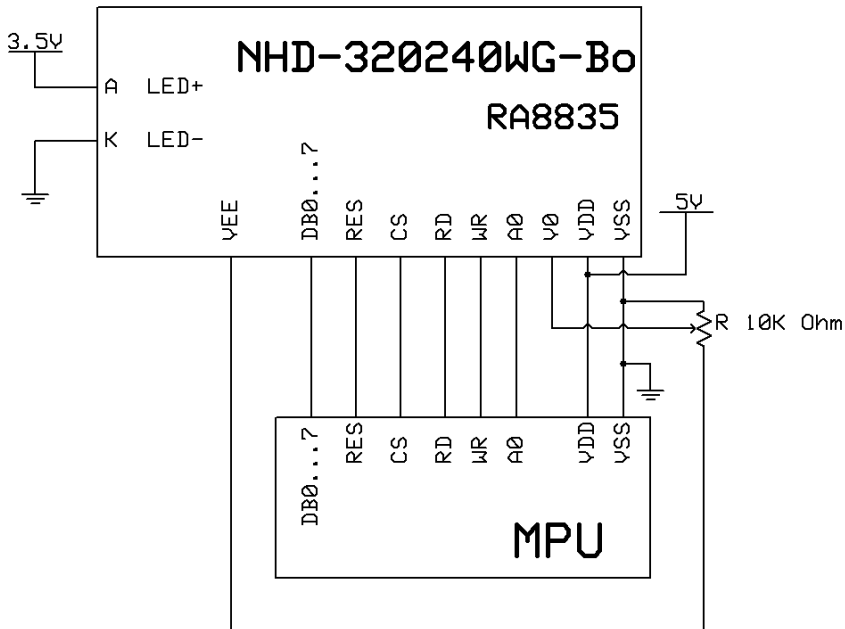 3.5V
NHD-320240WG-Bo
RA8835
A LED+
K LED-
VEE DB0...7 RES CS RD WR A0 V0 VDD VSS
5V
R 10K Ohm
DB0...7 RES CS RD WR A0 VDD VSS
MPU